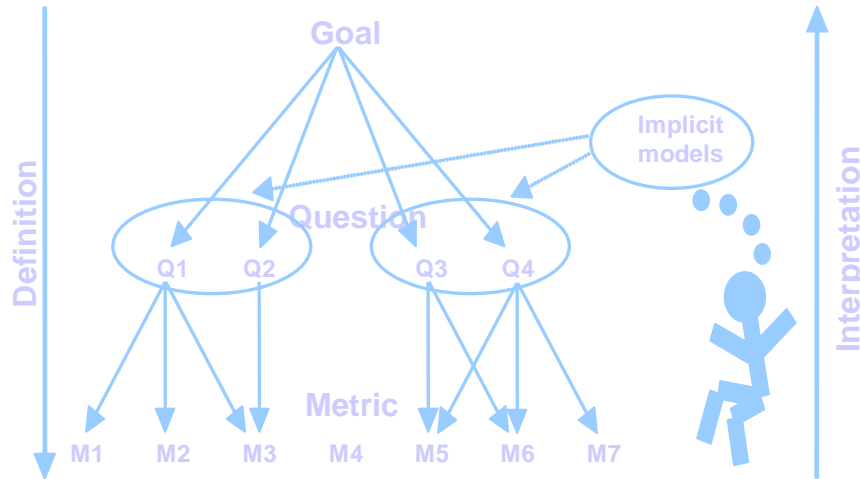 Goal
Implicit
models
Definition
Question
Interpretation
Q1 Q2 Q3 Q4
Metric
M1 M2 M3 M4 M5 M6 M7